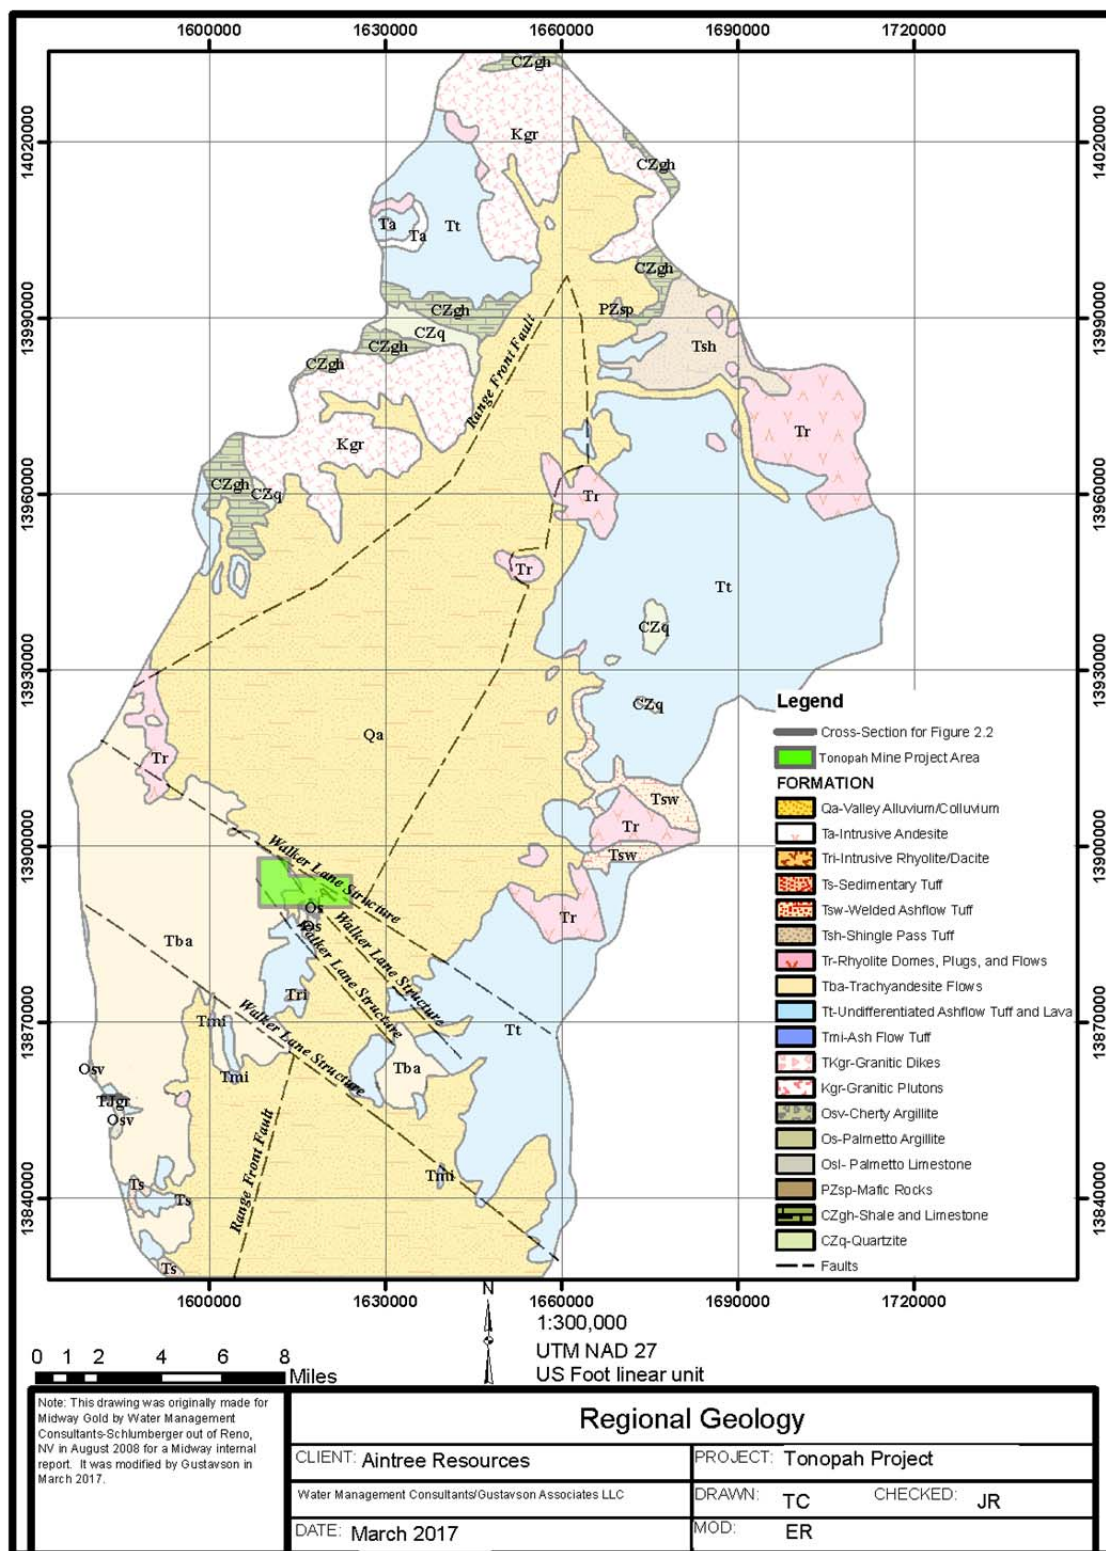 1600000
1630000
1660000
1690000
1720000
14020000
14020000
13990000
13990000
13960000
13960000
13930000
13930000
13900000
13900000
13870000
13870000
13840000
13840000
CZgh
Kgr
CZgh
Ta
Ta
Tt
CZgh
CZgh
PZsp
CZq
CZgh
CZgh
Tsh
Range Front Fault
Kgr
Tr
CZgh
CZq
Tr
Tr
Tt
CZq
CZq
Qa
Tr
Tsw
Tr
Walker Lane Structure
Tsw
Os
Os
Tr
Walker Lane Structure
Walker Lane Structure
Tba
Tri
Walker Lane Structure
Tmi
Tt
Tmi
Tba
Osv
TJgr
Osv
Range Front Fault
Tmi
Ts
Ts
Ts
Legend
Cross-Section for Figure 2.2
Tonopah Mine Project Area
FORMATION
Qa-Valley Alluvium/Colluvium
Ta-Intrusive Andesite
Tri-Intrusive Rhyolite/Dacite
Ts-Sedimentary Tuff
Tsw-Welded Ashflow Tuff
Tsh-Shingle Pass Tuff
Tr-Rhyolite Domes, Plugs, and Flows
Tba-Trachyandesite Flows
Tt-Undifferentiated Ashflow Tuff and Lava
Tmi-Ash Flow Tuff
TKgr-Granitic Dikes
Kgr-Granitic Plutons
Osv-Cherty Argillite
Os-Palmetto Argillite
Osl- Palmetto Limestone
PZsp-Mafic Rocks
CZgh-Shale and Limestone
CZq-Quartzite
Faults
1600000
1630000
1660000
1690000
1720000
N
1:300,000
UTM NAD 27
US Foot linear unit
0 1 2 4 6 8
Miles
Note: This drawing was originally made for
Midway Gold by Water Management
Consultants-Schlumberger out of Reno,
NV in August 2008 for a Midway internal
report. It was modified by Gustavson in
March 2017.
Regional Geology
CLIENT: Aintree Resources
PROJECT: Tonopah Project
Water Management Consultants/Gustavson Associates LLC
DRAWN: TC CHECKED: JR
DATE: March 2017
MOD: ER